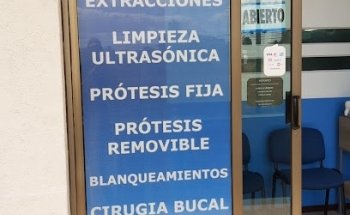 EXTRACCIONES
LIMPIEZA
ULTRASÓNICA
PRÓTESIS FIJA
PRÓTESIS
REMOVIBLE
BLANQUEAMIENTOS
CIRUGIA BUCAL
ABIERTO